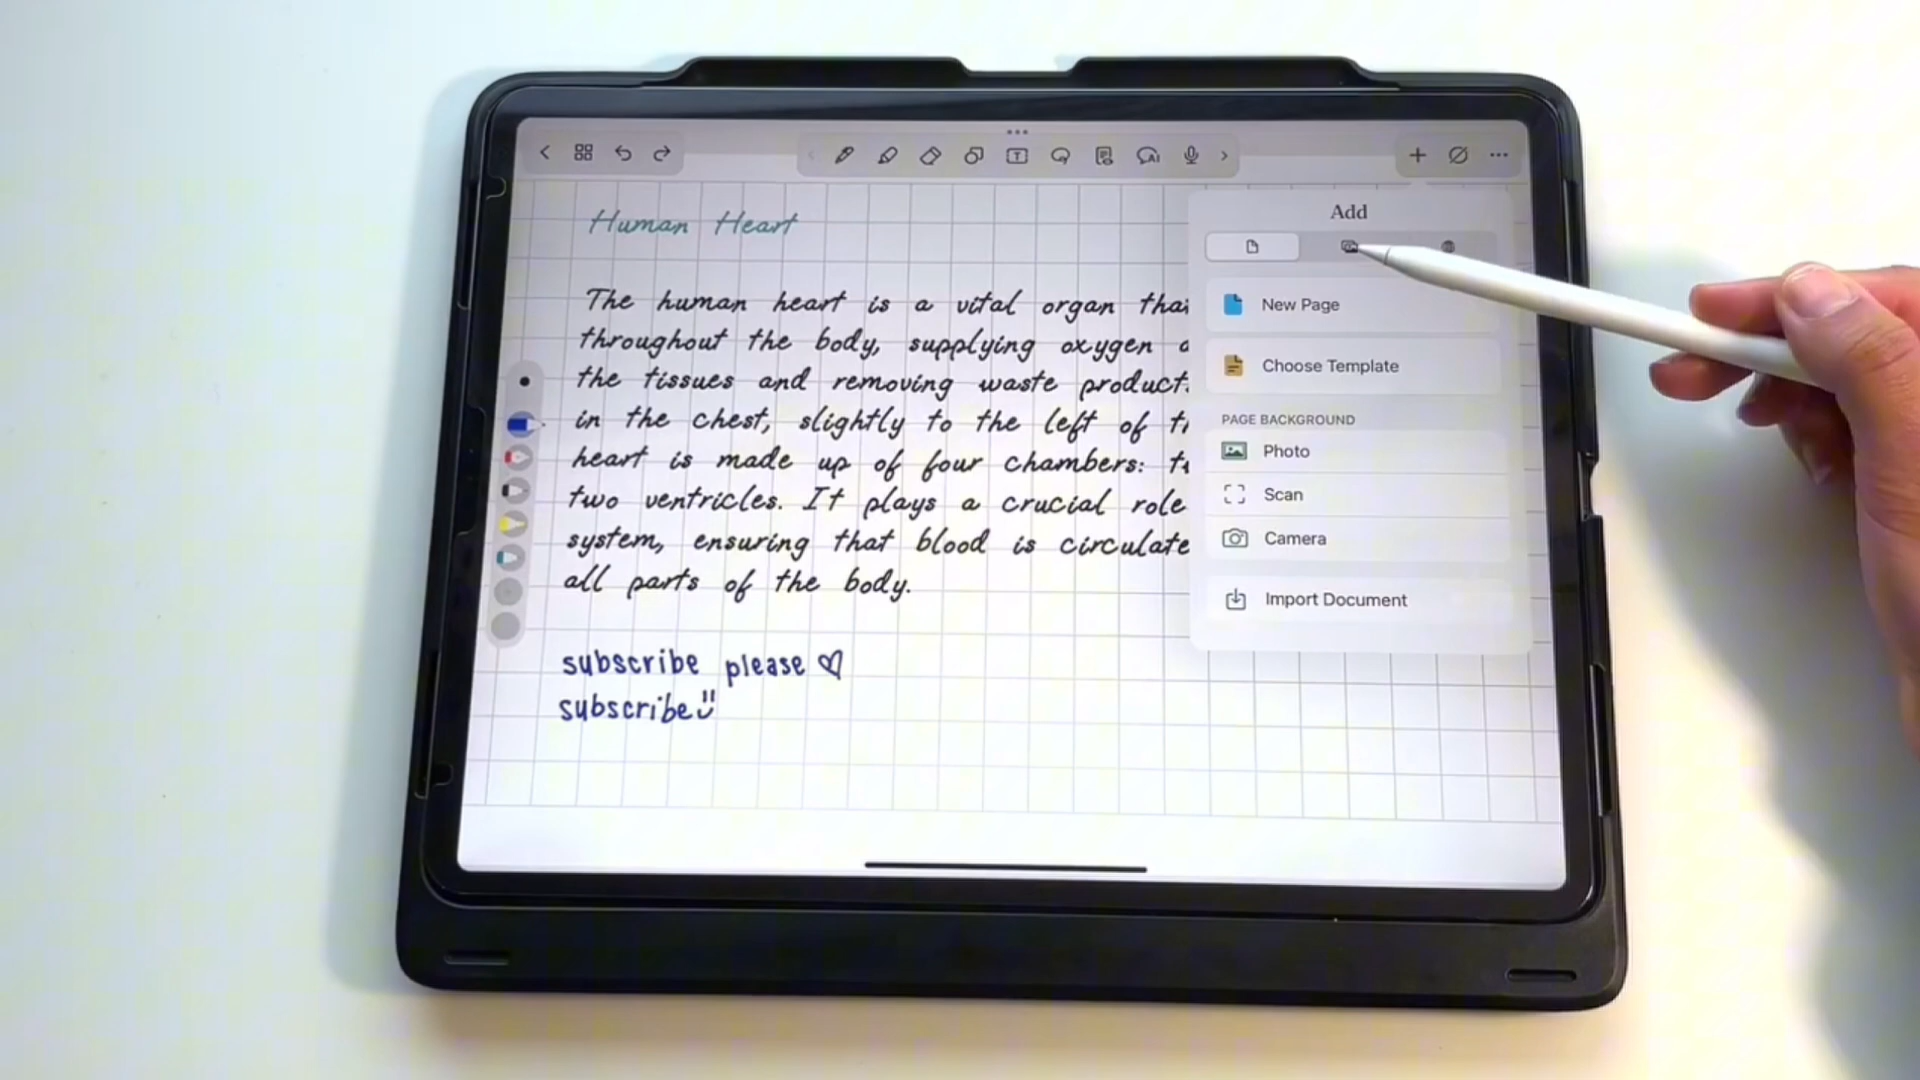 Human Heart
Add
The human heart is a vital organ that
throughout the body, supplying oxygen
the tissues and removing waste product
in the chest, slightly to the left of
heart is made up of four chambers:
two ventricles. It plays a crucial role
system, ensuring that blood is circulate
all parts of the body.
subscribe please
subscribe
New Page
Choose Template
PAGE BACKGROUND
Photo
Scan
Camera
Import Document
T
AI